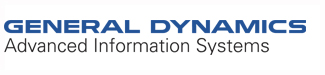 GENERAL DYNAMICS
Advanced Information Systems